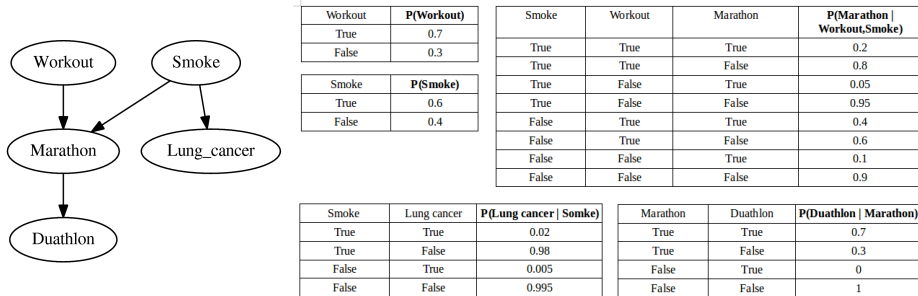 Workout
Smoke
Marathon
Lung_cancer
Duathlon
Workout P(Workout)
True 0.7
False 0.3
Smoke P(Smoke)
True 0.6
False 0.4
Smoke Workout Marathon P(Marathon |
Workout,Smoke)
True True True 0.2
True True False 0.8
True False True 0.05
True False False 0.95
False True True 0.4
False True False 0.6
False False True 0.1
False False False 0.9
Smoke Lung cancer P(Lung cancer | Somke)
True True 0.02
True False 0.98
False True 0.005
False False 0.995
Marathon Duathlon P(Duathlon | Marathon)
True True 0.7
True False 0.3
False True 0
False False 1